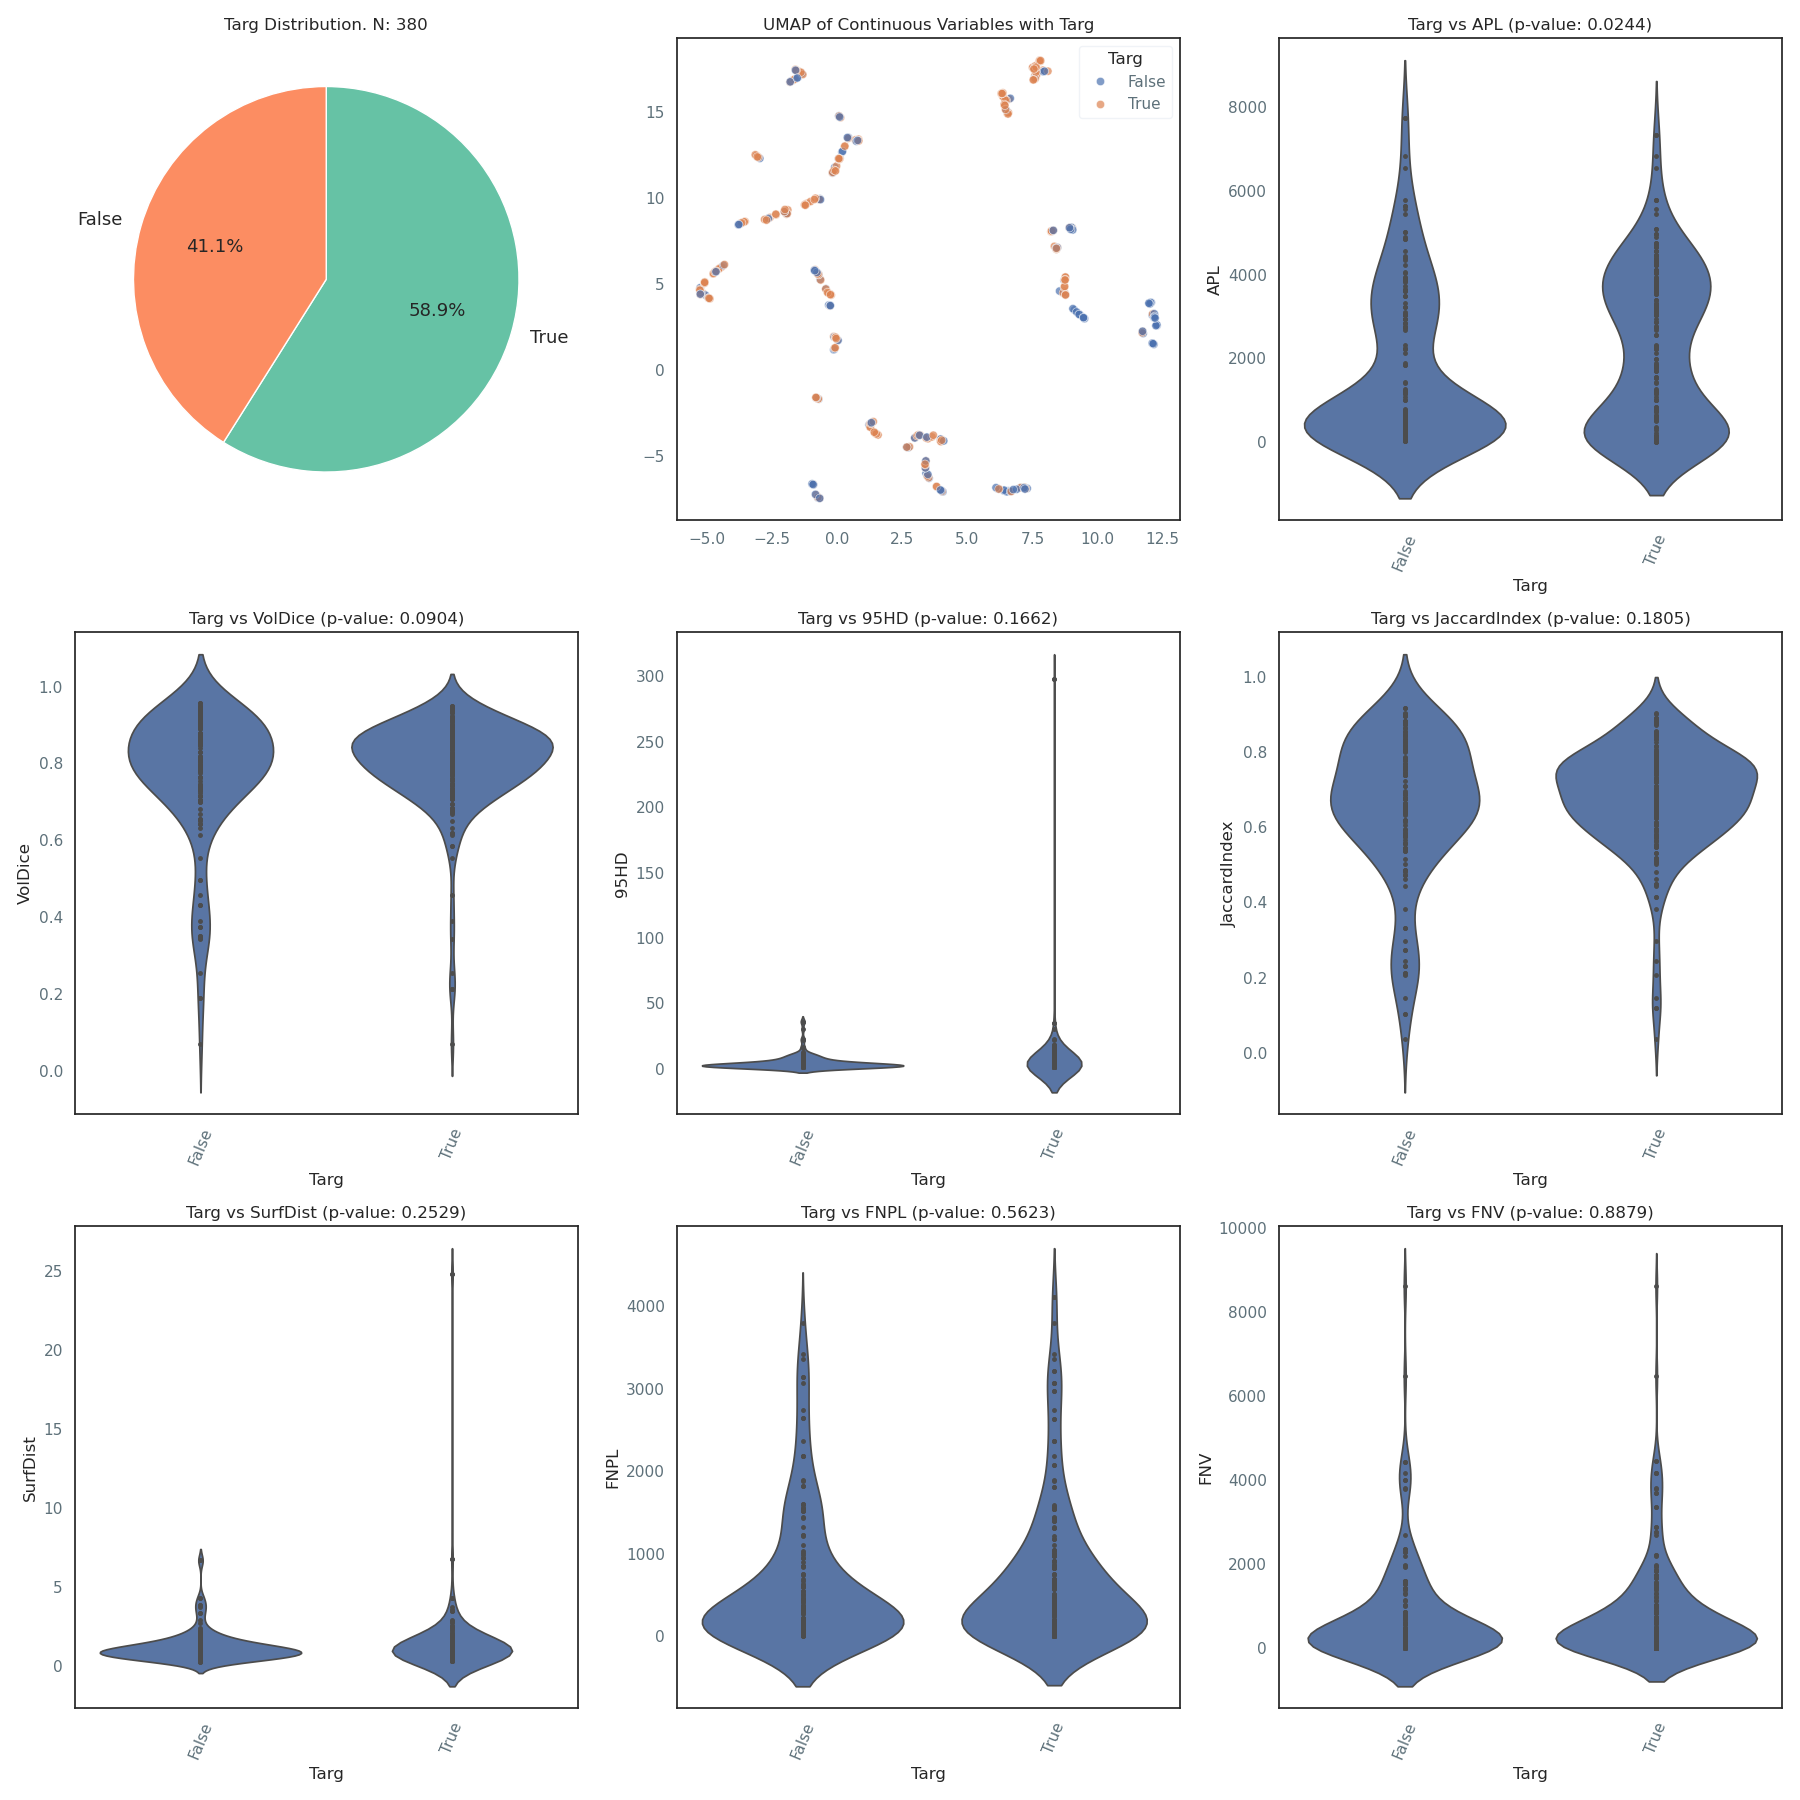 Targ Distribution. N: 380
False
41.1%
58.9%
True
UMAP of Continuous Variables with Targ
Targ
False
True
15
10
5
0
−5
−5.0 −2.5 0.0 2.5 5.0 7.5 10.0 12.5
Targ vs APL (p-value: 0.0244)
APL
8000
6000
4000
2000
0
False True
Targ
Targ vs VolDice (p-value: 0.0904)
VolDice
1.0
0.8
0.6
0.4
0.2
0.0
False True
Targ
Targ vs 95HD (p-value: 0.1662)
95HD
300
250
200
150
100
50
0
False True
Targ
Targ vs JaccardIndex (p-value: 0.1805)
JaccardIndex
1.0
0.8
0.6
0.4
0.2
0.0
False True
Targ
Targ vs SurfDist (p-value: 0.2529)
SurfDist
25
20
15
10
5
0
False True
Targ
Targ vs FNPL (p-value: 0.5623)
FNPL
4000
3000
2000
1000
0
False True
Targ
Targ vs FNV (p-value: 0.8879)
FNV
10000
8000
6000
4000
2000
0
False True
Targ